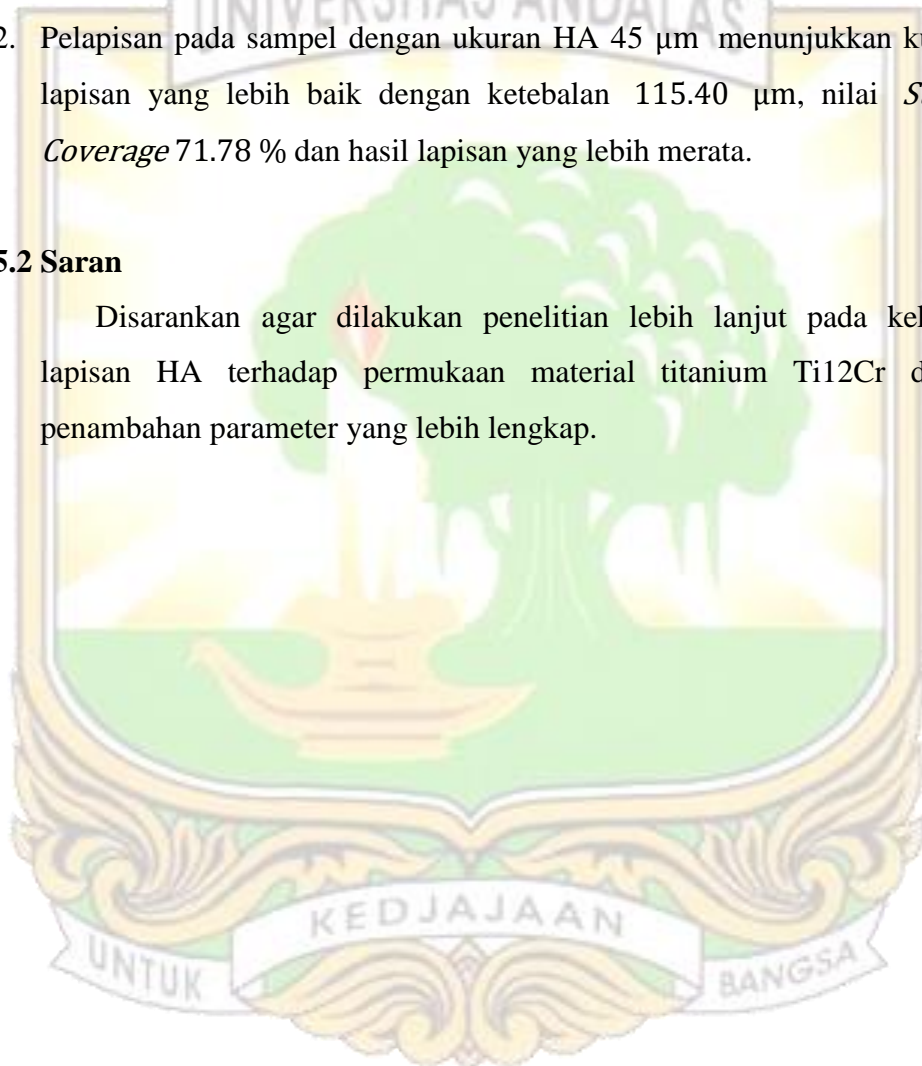 UNIVERSITAS ANDALAS
2. Pelapisan pada sampel dengan ukuran HA 45 μm menunjukkan
lapisan yang lebih baik dengan ketebalan 115.40 μm, nilai
Coverage 71.78 % dan hasil lapisan yang lebih merata.
5.2 Saran
Disarankan agar dilakukan penelitian lebih lanjut pada
lapisan HA terhadap permukaan material titanium Ti12Cr
penambahan parameter yang lebih lengkap.
UNTUK KEDJAJAAN BANGSA